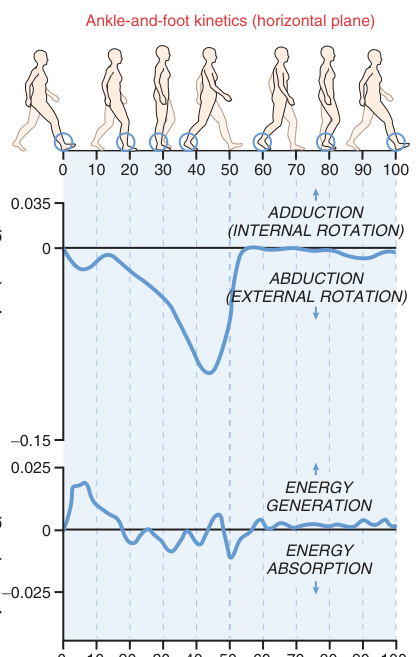 Ankle-and-foot kinetics (horizontal plane)
0 10 20 30 40 50 60 70 80 90 100
0.035
ADDUCTION
(INTERNAL ROTATION)
0
ABDUCTION
(EXTERNAL ROTATION)
–0.15
0.025
ENERGY
GENERATION
0
ENERGY
ABSORPTION
–0.025